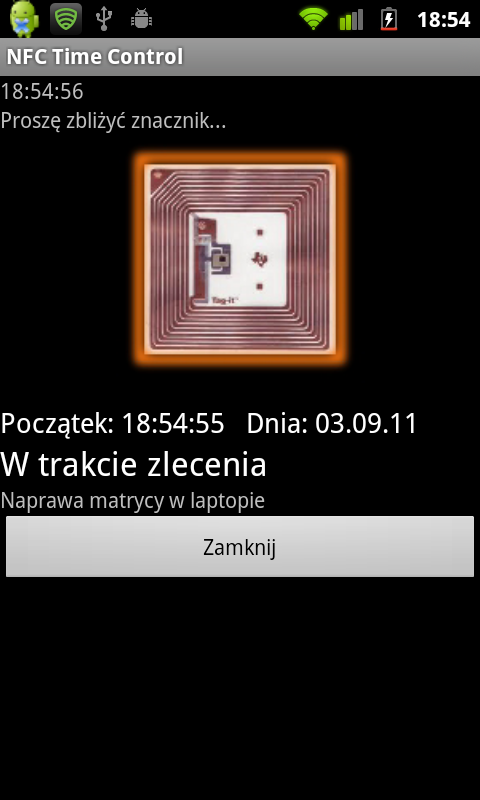 18:54
NFC Time Control
18:54:56
Proszę zbliżyć znacznik...
Tag-it™
Początek: 18:54:55 Dnia: 03.09.11
W trakcie zlecenia
Naprawa matrycy w laptopie
Zamknij